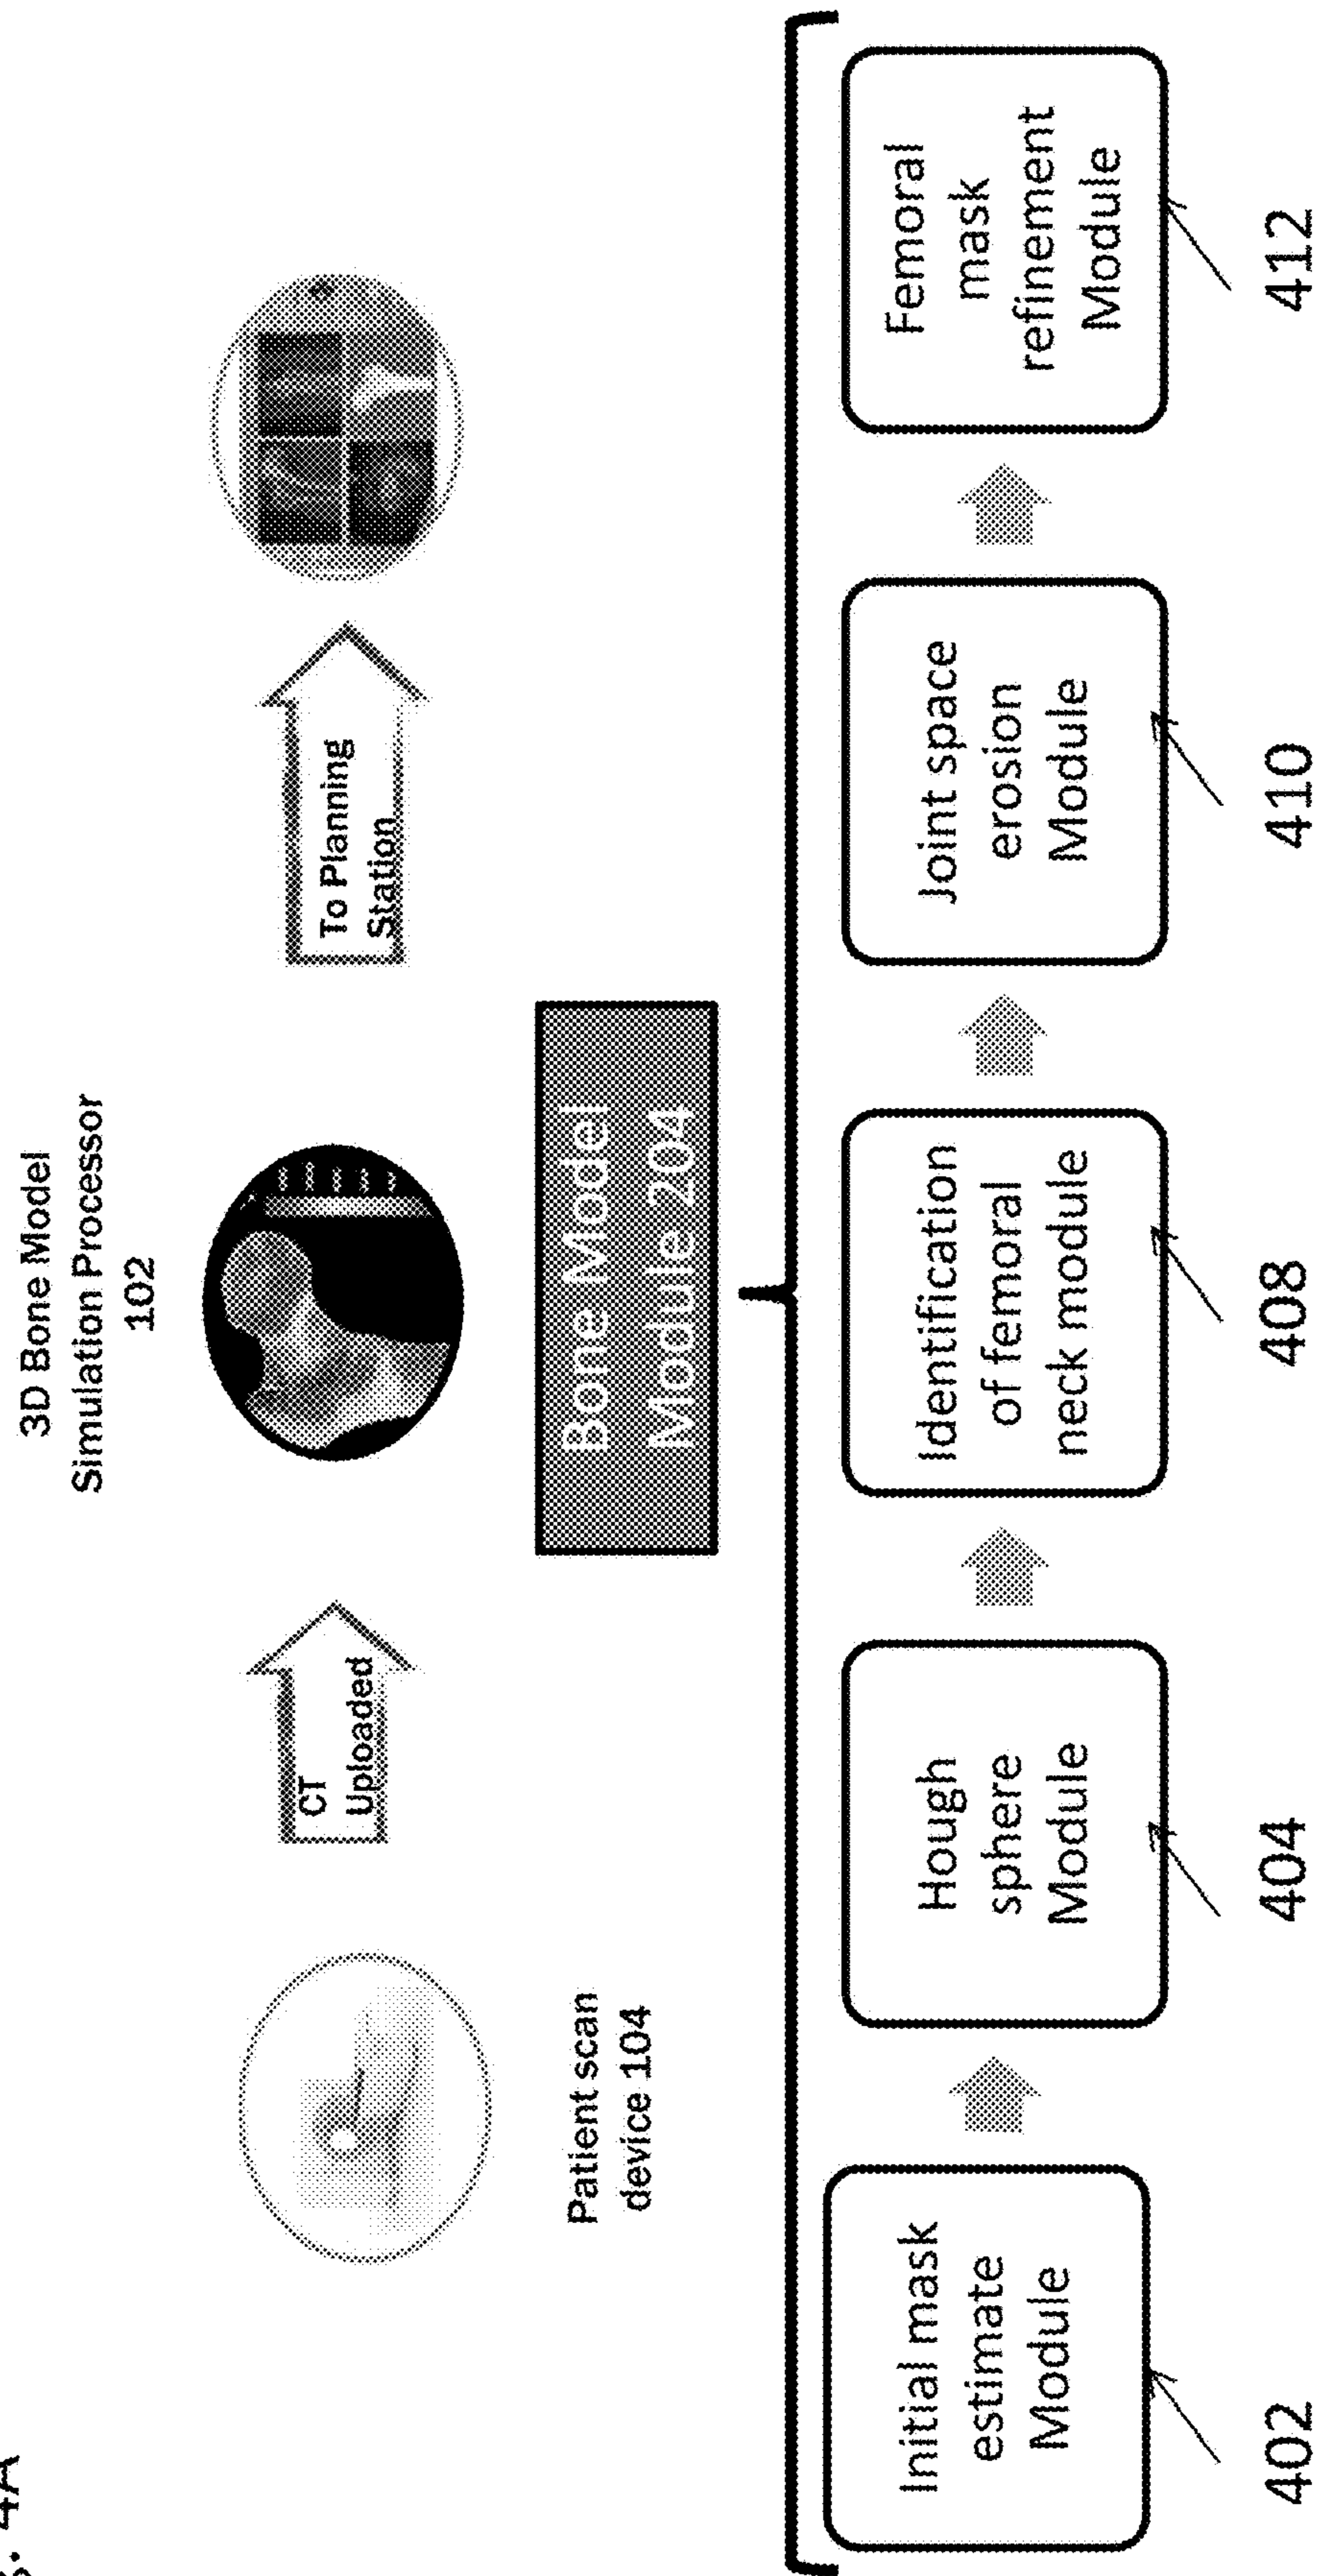 4A
3D Bone Model
Simulation Processor
102
CT
Uploaded
To Planning
Station
Patient scan
device 104
Bone Model
Module 204
Initial mask
estimate
Module
Hough
sphere
Module
Identification
of femoral
neck module
Joint space
erosion
Module
Femoral
mask
refinement
Module
402
404
408
410
412